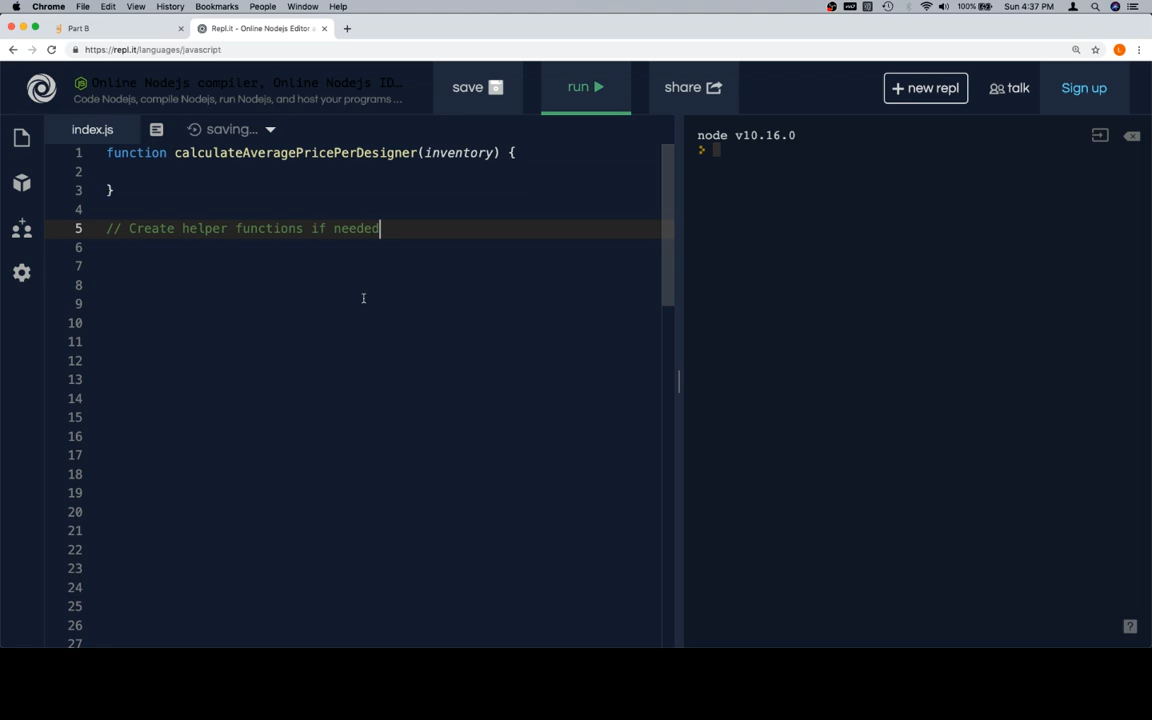 Chrome File Edit View History Bookmarks People Window Help 100% Sun 4:37 PM
Part B Repl.it - Online Nodejs Editor
https://repl.it/languages/javascript
Online Nodejs compiler, Online Nodejs ID...
Code Nodejs, compile Nodejs, run Nodejs, and host your programs ...
save run share + new repl talk Sign up
index.js saving...
node v10.16.0
1 function calculateAveragePricePerDesigner(inventory) {
2
3 }
4
5 // Create helper functions if needed
6
7
8
9
10
11
12
13
14
15
16
17
18
19
20
21
22
23
24
25
26
27
?